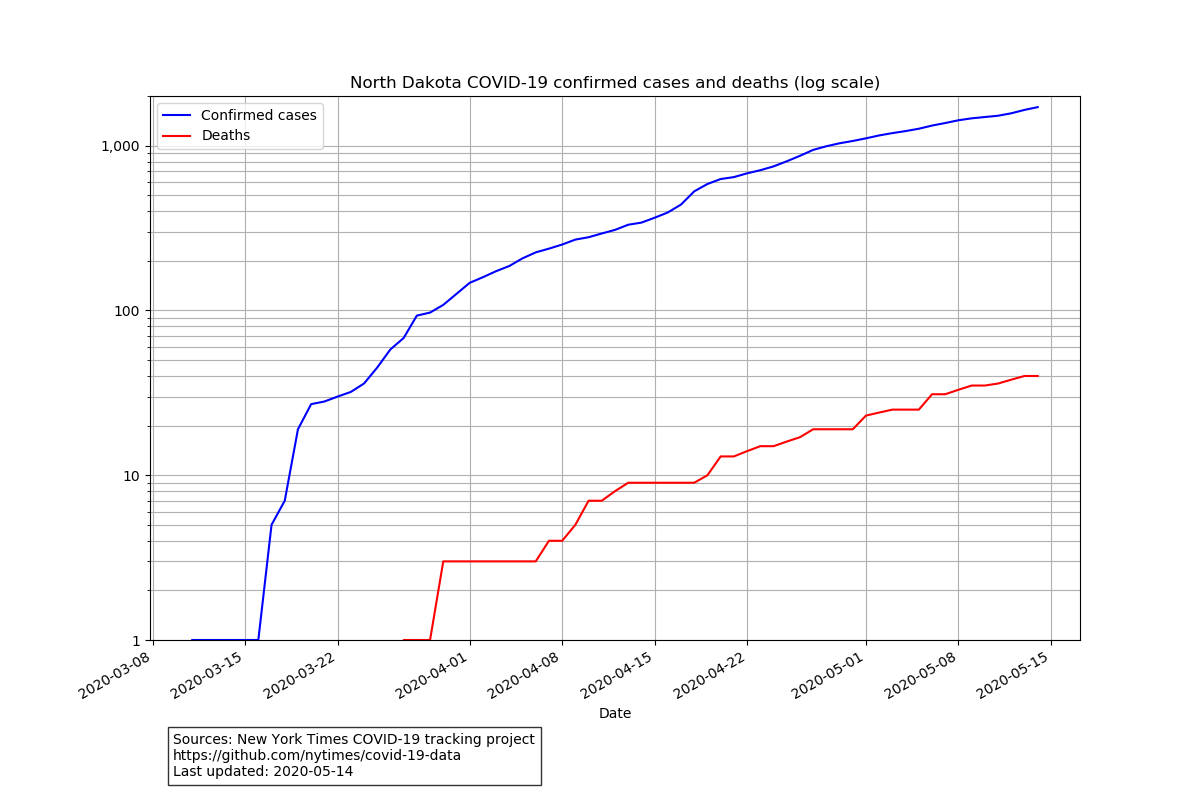 North Dakota COVID-19 confirmed cases and deaths (log scale)
Confirmed cases
Deaths
1,000
100
10
1
2020-03-08
2020-03-15
2020-03-22
2020-04-01
2020-04-08
2020-04-15
2020-04-22
2020-05-01
2020-05-08
2020-05-15
Date
Sources: New York Times COVID-19 tracking project
https://github.com/nytimes/covid-19-data
Last updated: 2020-05-14